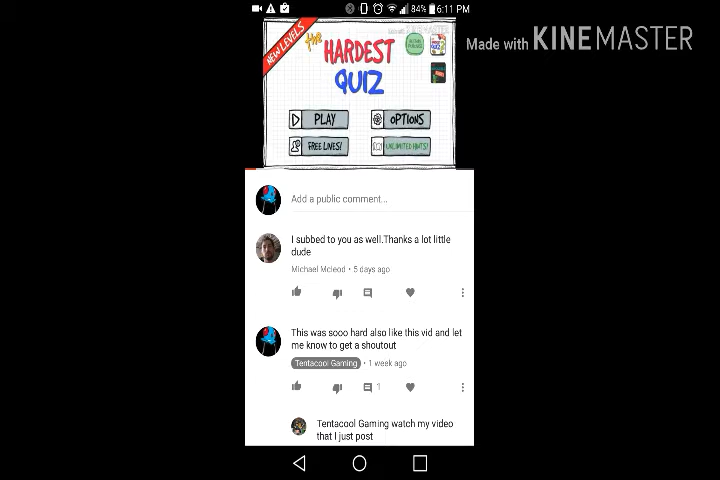 84% 6:11 PM
Made with KINEMASTER
NEW LEVELS
THE
HARDEST
QUIZ
PLAY
OPTIONS
FREE LIVES!
UNLIMITED HINTS!
Add a public comment...
I subbed to you as well.Thanks a lot little
dude
Michael Mcleod • 5 days ago
This was sooo hard also like this vid and let
me know to get a shoutout
Tentacool Gaming • 1 week ago
1
Tentacool Gaming watch my video
that I just post